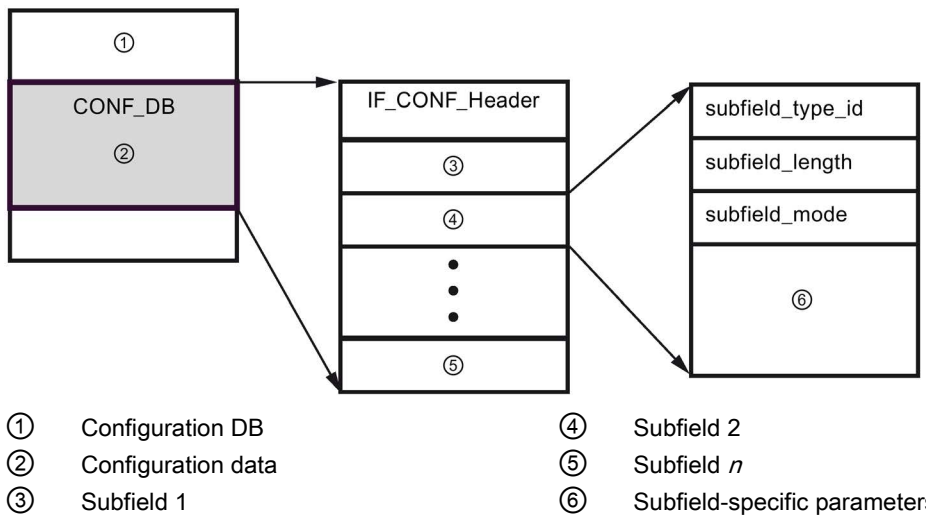 ①
CONF_DB
②
IF_CONF_Header
③
④
⑤
subfield_type_id
subfield_length
subfield_mode
⑥
① Configuration DB
② Configuration data
③ Subfield 1
④ Subfield 2
⑤ Subfield n
⑥ Subfield-specific parameters